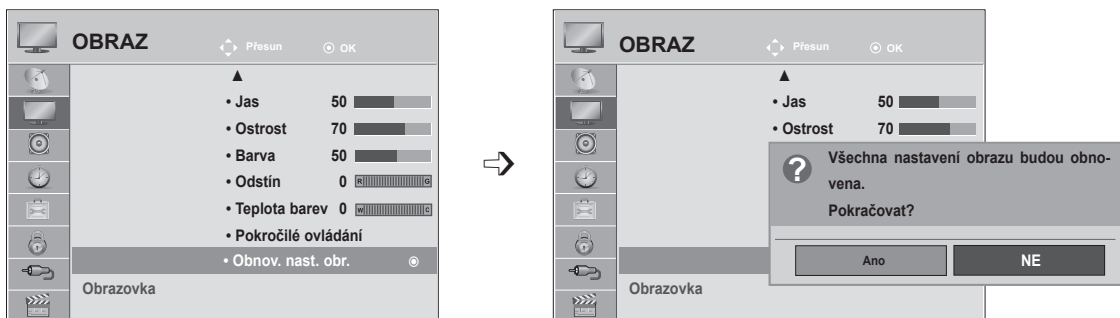 OBRAZ
Přesun
OK
• Jas 50
• Ostrost 70
• Barva 50
• Odstín 0 R G
• Teplota barev 0 W C
• Pokročilé ovládání
• Obnov. nast. obr.
Obrazovka
OBRAZ
Přesun
OK
• Jas 50
• Ostrost 70
?
Všechna nastavení obrazu budou obno-
vena.
Pokračovat?
Ano
NE
Obrazovka